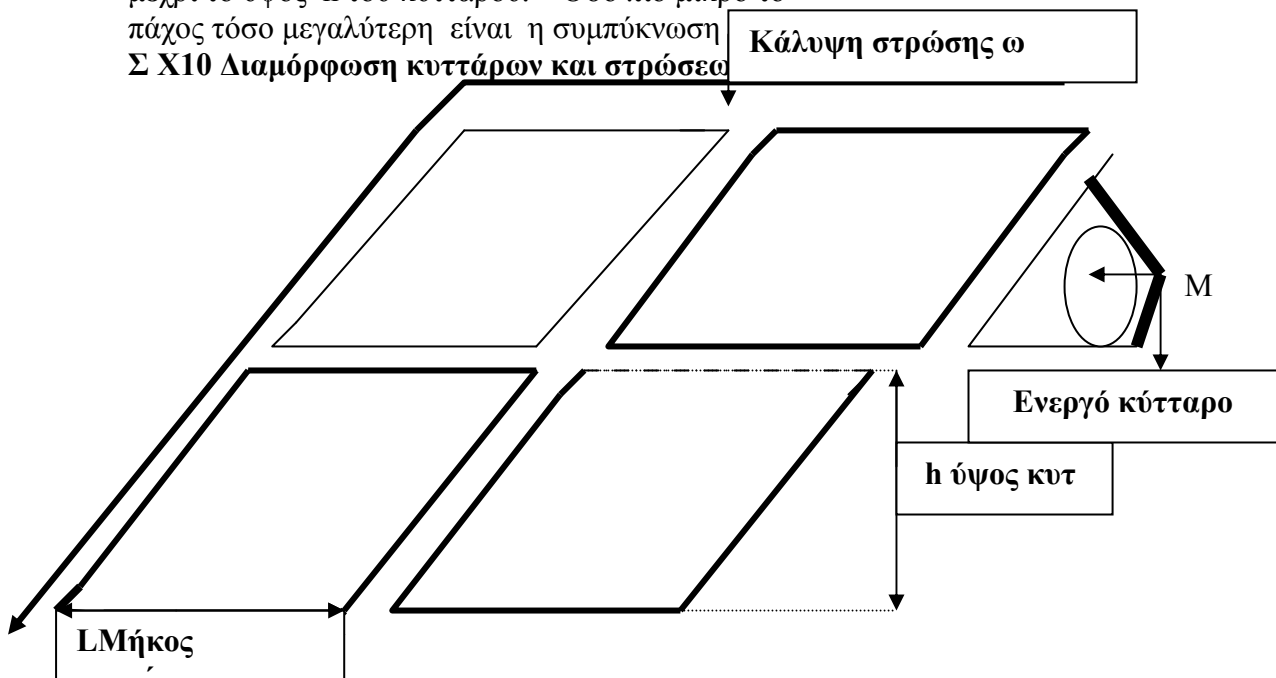 πάχος τόσο μεγαλύτερη είναι η συμπύκνωση
Σ Χ10 Διαμόρφωση κυττάρων και στρώσεω
Κάλυψη στρώσης ω
Μ
Ενεργό κύτταρο
h ύψος κυτ
LΜήκος